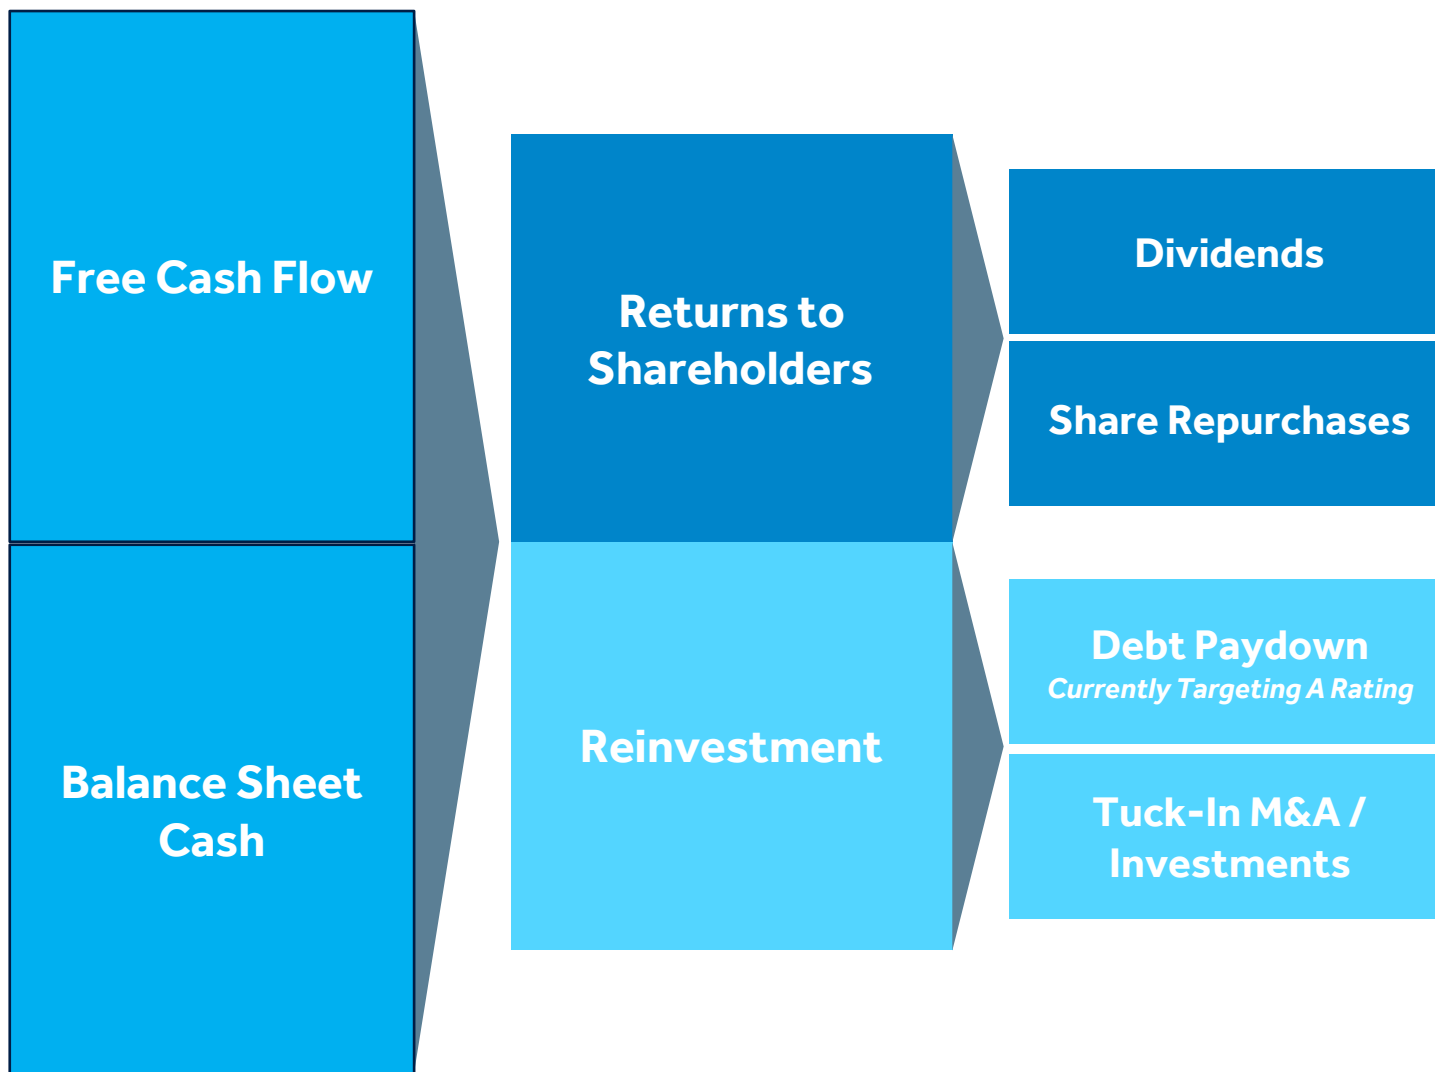 Free Cash Flow
Balance Sheet
Cash
Returns to
Shareholders
Reinvestment
Dividends
Share Repurchases
Debt Paydown
Currently Targeting A Rating
Tuck-In M&A /
Investments